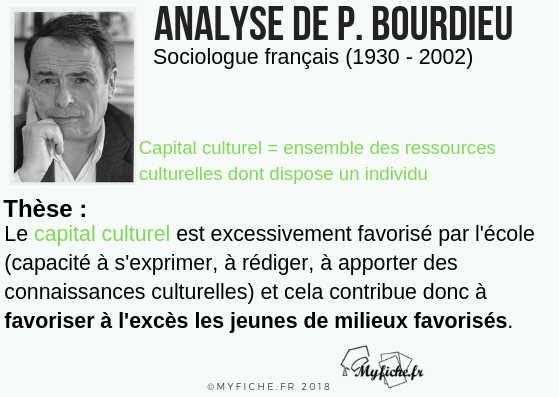 ANALYSE DE P. BOURDIEU
Sociologue français (1930 - 2002)
Capital culturel = ensemble des ressources
culturelles dont dispose un individu
Thèse :
Le capital culturel est excessivement favorisé par l'école
(capacité à s'exprimer, à rédiger, à apporter des
connaissances culturelles) et cela contribue donc à
favoriser à l'excès les jeunes de milieux favorisés.
Myfiche.fr
©MYFICHE.FR 2018